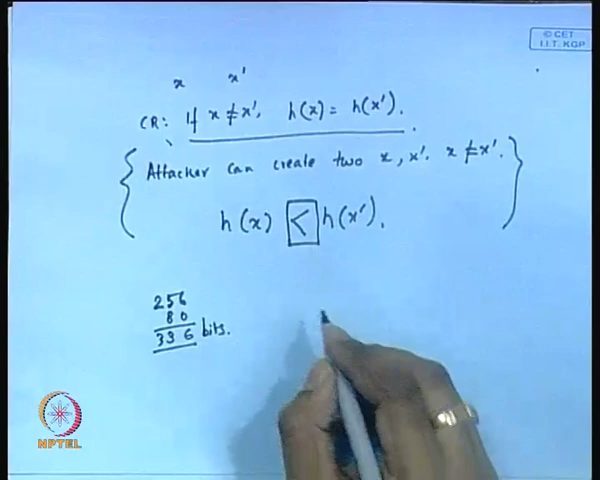 © CET
I.I.T. KGP
x x'
CR: If x ≠ x', h(x) = h(x').
Attacker can create two x, x'. x ≠ x'.
h(x) < h(x').
256
80
336 bits.
NPTEL